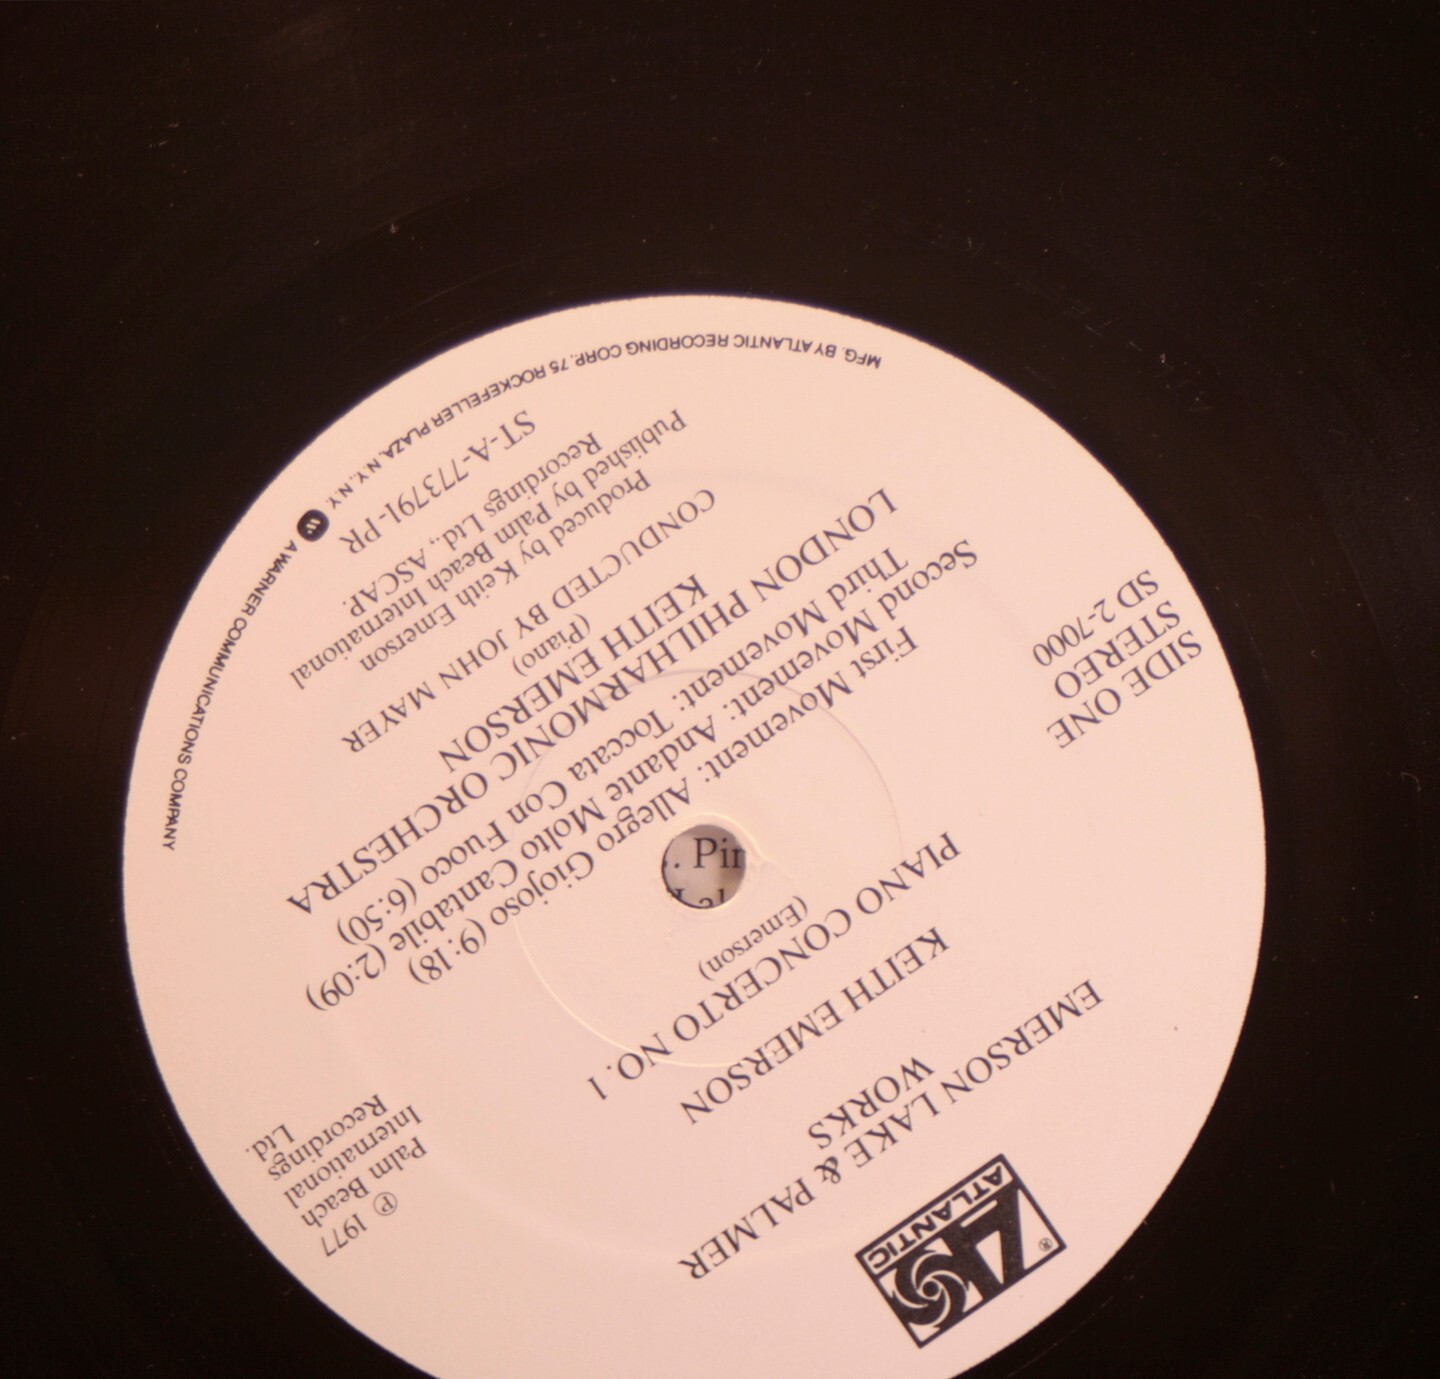 ATLANTIC
®
EMERSON LAKE & PALMER
WORKS
KEITH EMERSON
PIANO CONCERTO NO. 1
(Emerson)
SIDE ONE
STEREO
SD 2-7000
℗ 1977
Palm Beach
International
Recordings
Ltd.
First Movement: Allegro Giojoso (9:18)
Second Movement: Andante Molto Cantabile (2:09)
Third Movement: Toccata Con Fuoco (6:50)
LONDON PHILHARMONIC ORCHESTRA
KEITH EMERSON
(Piano)
CONDUCTED BY JOHN MAYER
Produced by Keith Emerson
Published by Palm Beach International
Recordings Ltd., ASCAP.
ST-A-773791-PR
MFG. BY ATLANTIC RECORDING CORP. 75 ROCKEFELLER PLAZA, N.Y., N.Y. W A WARNER COMMUNICATIONS COMPANY